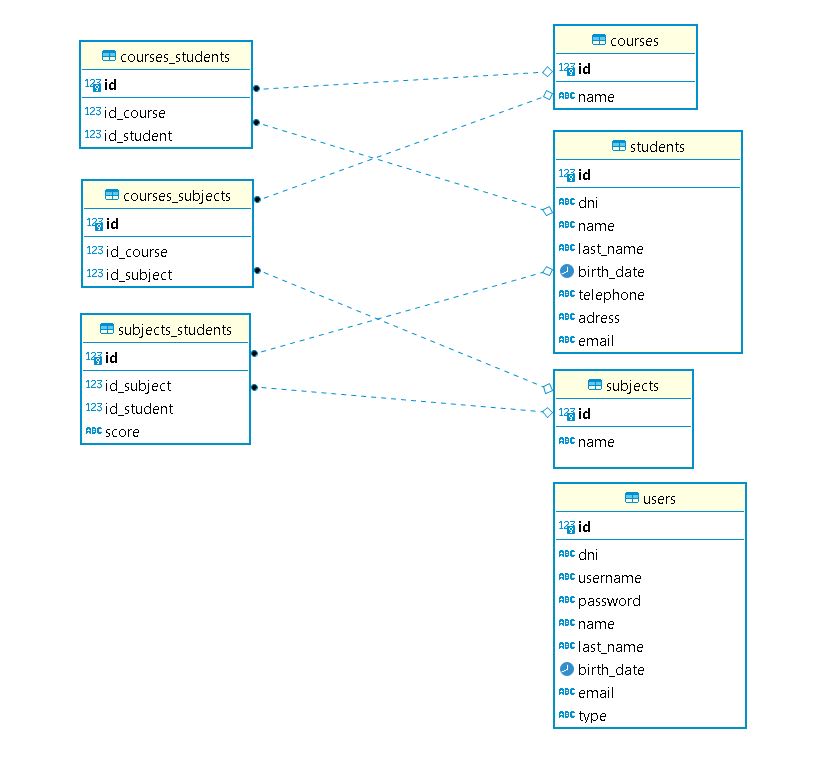 courses_students
123 id
123 id_course
123 id_student
courses_subjects
123 id
123 id_course
123 id_subject
subjects_students
123 id
123 id_subject
123 id_student
ABC score
courses
123 id
ABC name
students
123 id
ABC dni
ABC name
ABC last_name
birth_date
ABC telephone
ABC adress
ABC email
subjects
123 id
ABC name
users
123 id
ABC dni
ABC username
ABC password
ABC name
ABC last_name
birth_date
ABC email
ABC type